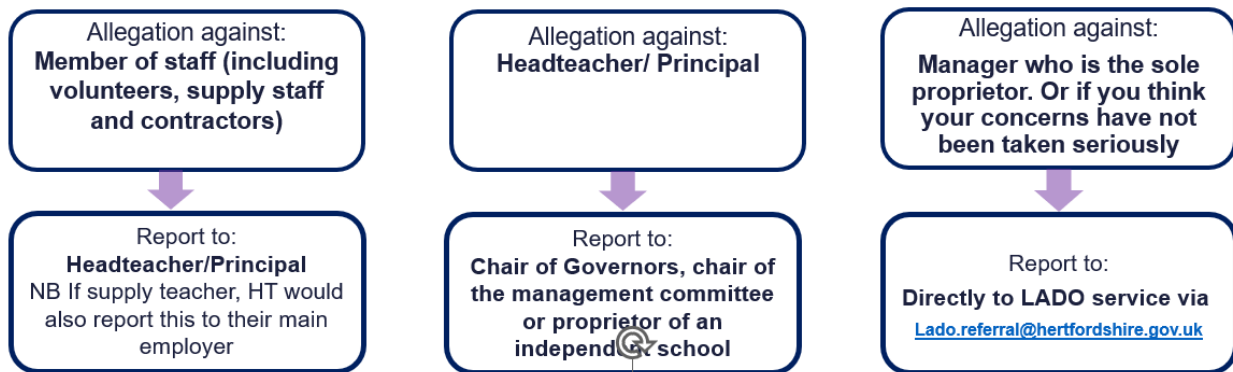 Allegation against:
Member of staff (including
volunteers, supply staff
and contractors)
Report to:
Headteacher/Principal
NB If supply teacher, HT would
also report this to their main
employer
Allegation against:
Headteacher/ Principal
Report to:
Chair of Governors, chair of
the management committee
or proprietor of an
independent school
Allegation against:
Manager who is the sole
proprietor. Or if you think
your concerns have not
been taken seriously
Report to:
Directly to LADO service via
Lado.referral@hertfordshire.gov.uk